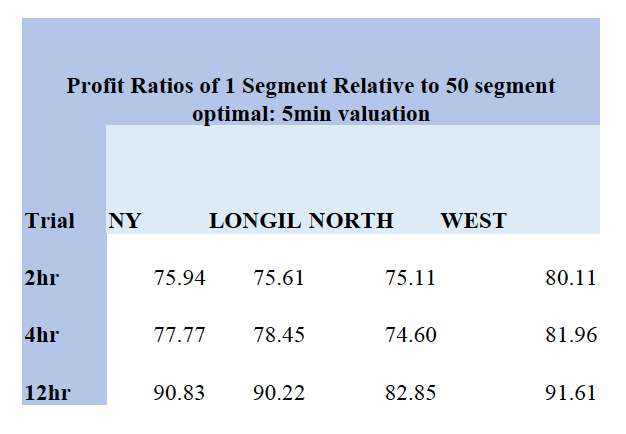 Profit Ratios of 1 Segment Relative to 50 segment
optimal: 5min valuation
Trial NY LONGIL NORTH WEST
2hr 75.94 75.61 75.11 80.11
4hr 77.77 78.45 74.60 81.96
12hr 90.83 90.22 82.85 91.61